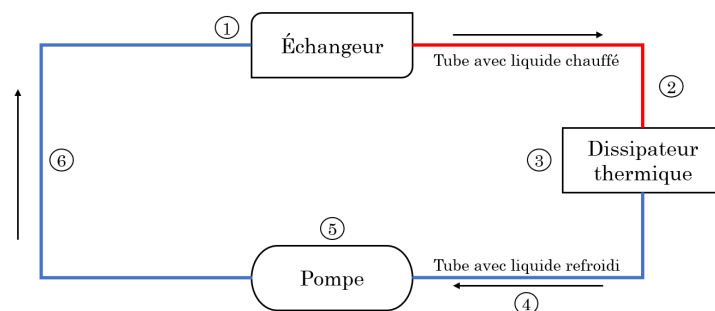 ①
Échangeur
Tube avec liquide chauffé
②
③
Dissipateur
thermique
⑥
⑤
Pompe
Tube avec liquide refroidi
④